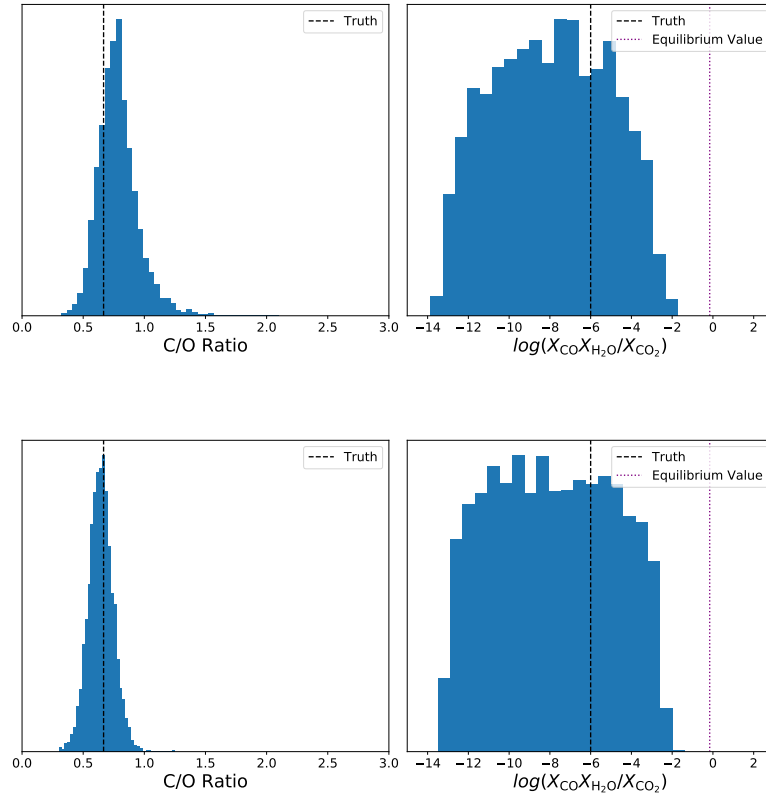 Truth
0.0 0.5 1.0 1.5 2.0 2.5 3.0
C/O Ratio
Truth
Equilibrium Value
−14 −12 −10 −8 −6 −4 −2 0 2
log(X_CO X_H₂O/X_CO₂)
Truth
0.0 0.5 1.0 1.5 2.0 2.5 3.0
C/O Ratio
Truth
Equilibrium Value
−14 −12 −10 −8 −6 −4 −2 0 2
log(X_CO X_H₂O/X_CO₂)